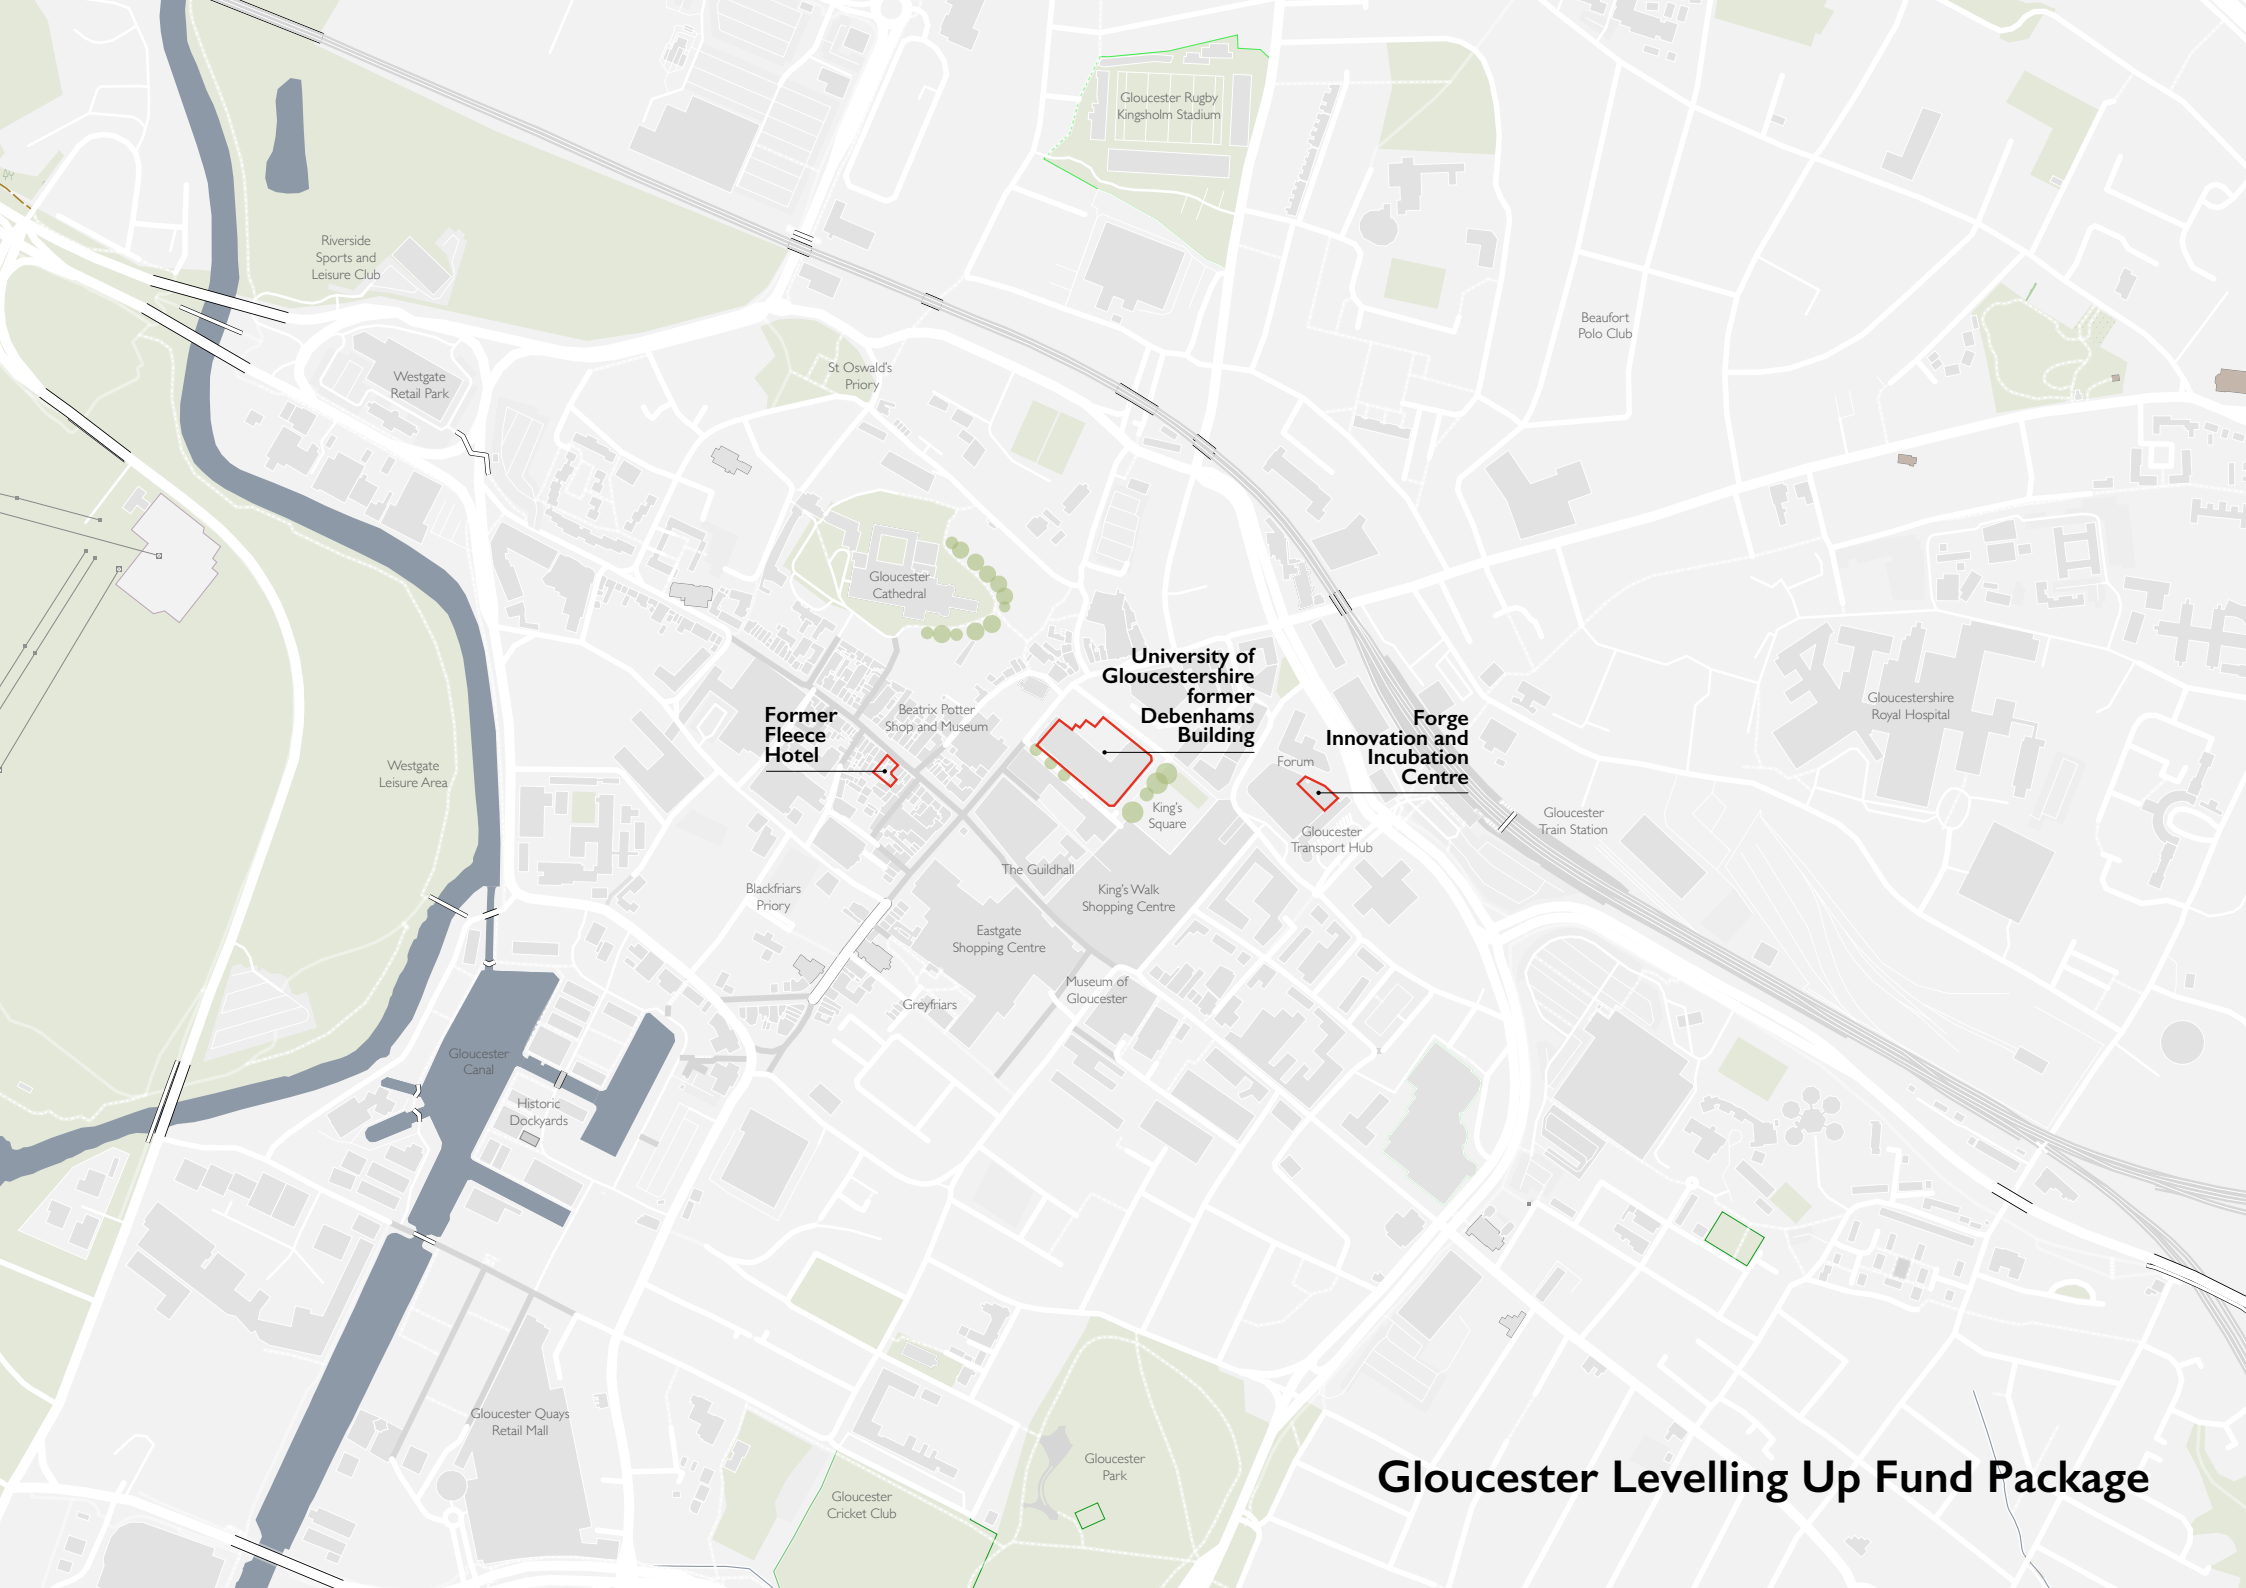 Gloucester Rugby
Kingsholm Stadium
Riverside
Sports and
Leisure Club
Beaufort
Polo Club
Westgate
Retail Park
St Oswald's
Priory
Gloucester
Cathedral
University of
Gloucestershire
former
Debenhams
Building
Former
Fleece
Hotel
Beatrix Potter
Shop and Museum
Forge
Innovation and
Incubation
Centre
Gloucestershire
Royal Hospital
Forum
Westgate
Leisure Area
King's
Square
Gloucester
Train Station
Gloucester
Transport Hub
The Guildhall
Blackfriars
Priory
King's Walk
Shopping Centre
Eastgate
Shopping Centre
Museum of
Gloucester
Greyfriars
Gloucester
Canal
Historic
Dockyards
Gloucester Quays
Retail Mall
Gloucester
Park
Gloucester
Cricket Club
Gloucester Levelling Up Fund Package